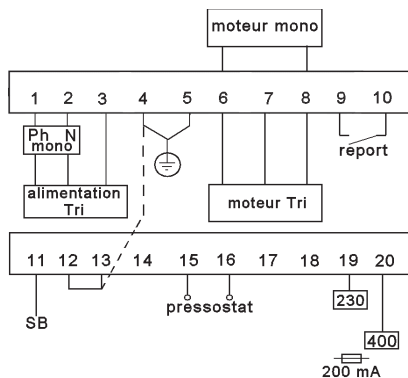 moteur mono
1 2 3 4 5 6 7 8 9 10
Ph N
mono
report
alimentation
Tri
moteur Tri
11 12 13 14 15 16 17 18 19 20
SB
pressostat
230
400
200 mA